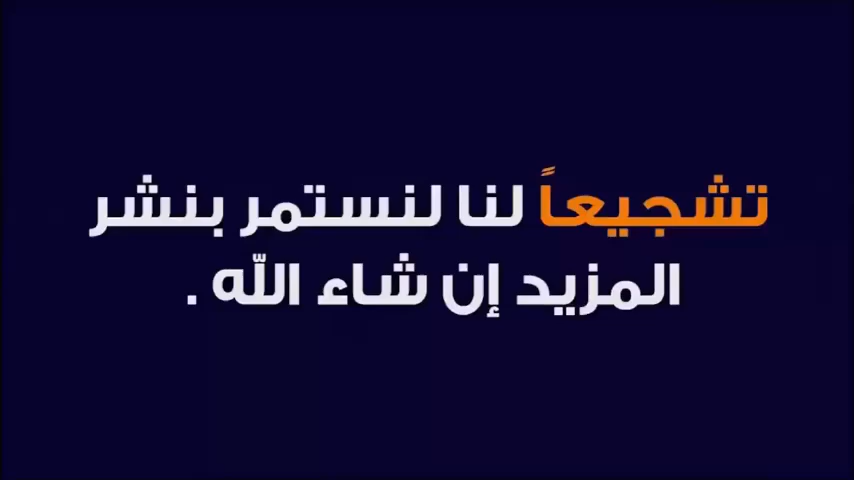 تشجيعاً لنا لنستمر بنشر
المزيد إن شاء الله .